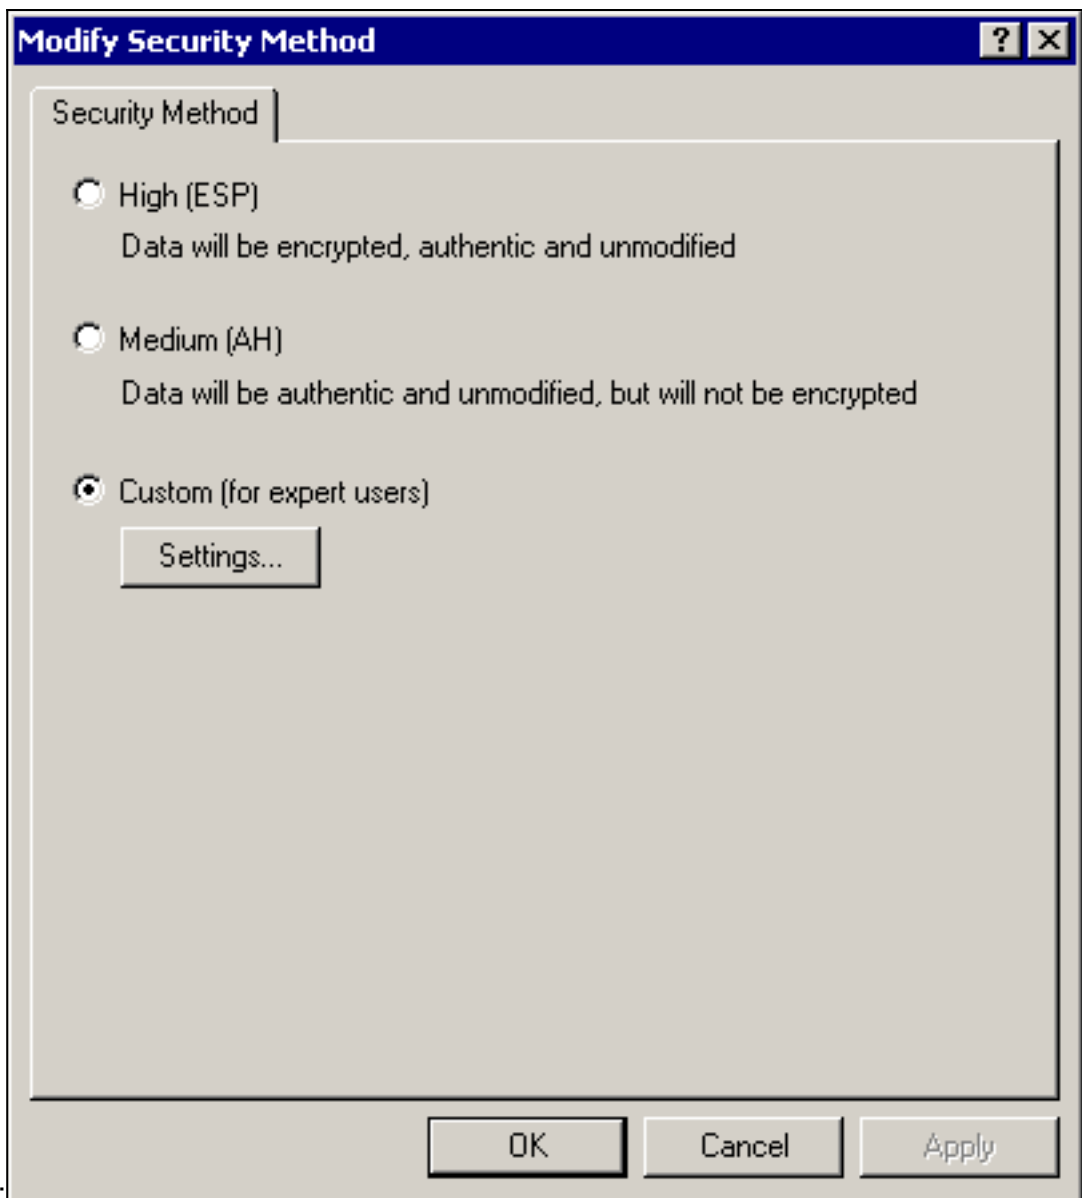 Modify Security Method
Security Method
High (ESP)
Data will be encrypted, authentic and unmodified
Medium (AH)
Data will be authentic and unmodified, but will not be encrypted
Custom (for expert users)
Settings...
OK Cancel Apply
.